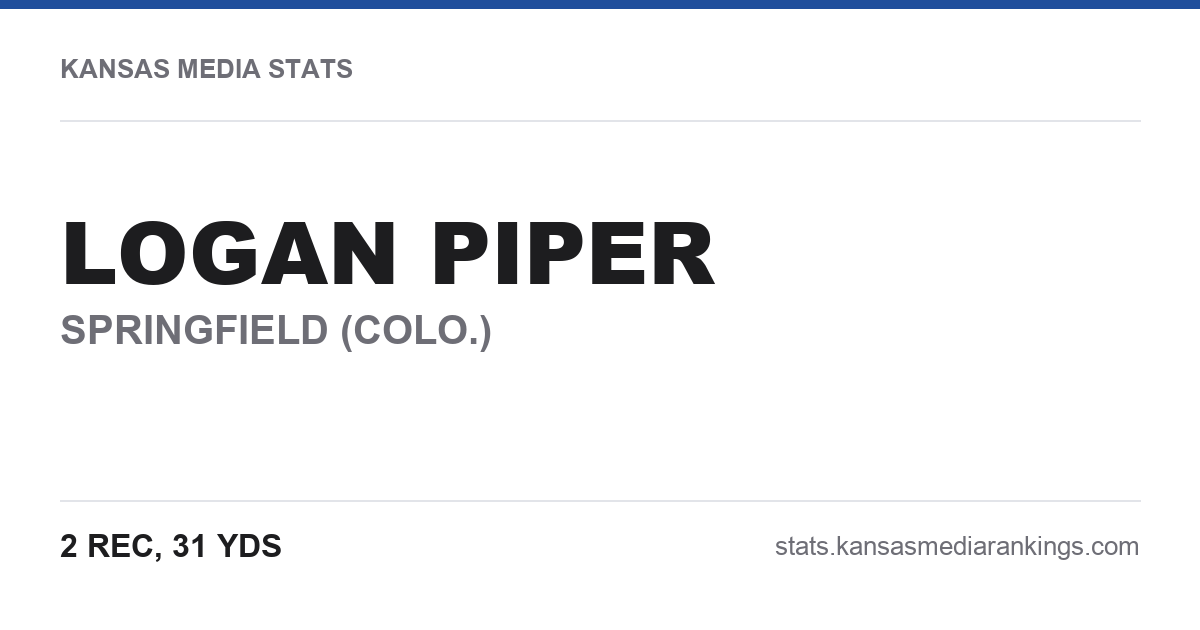 KANSAS MEDIA STATS
LOGAN PIPER
SPRINGFIELD (COLO.)
2 REC, 31 YDS
stats.kansasmediarankings.com